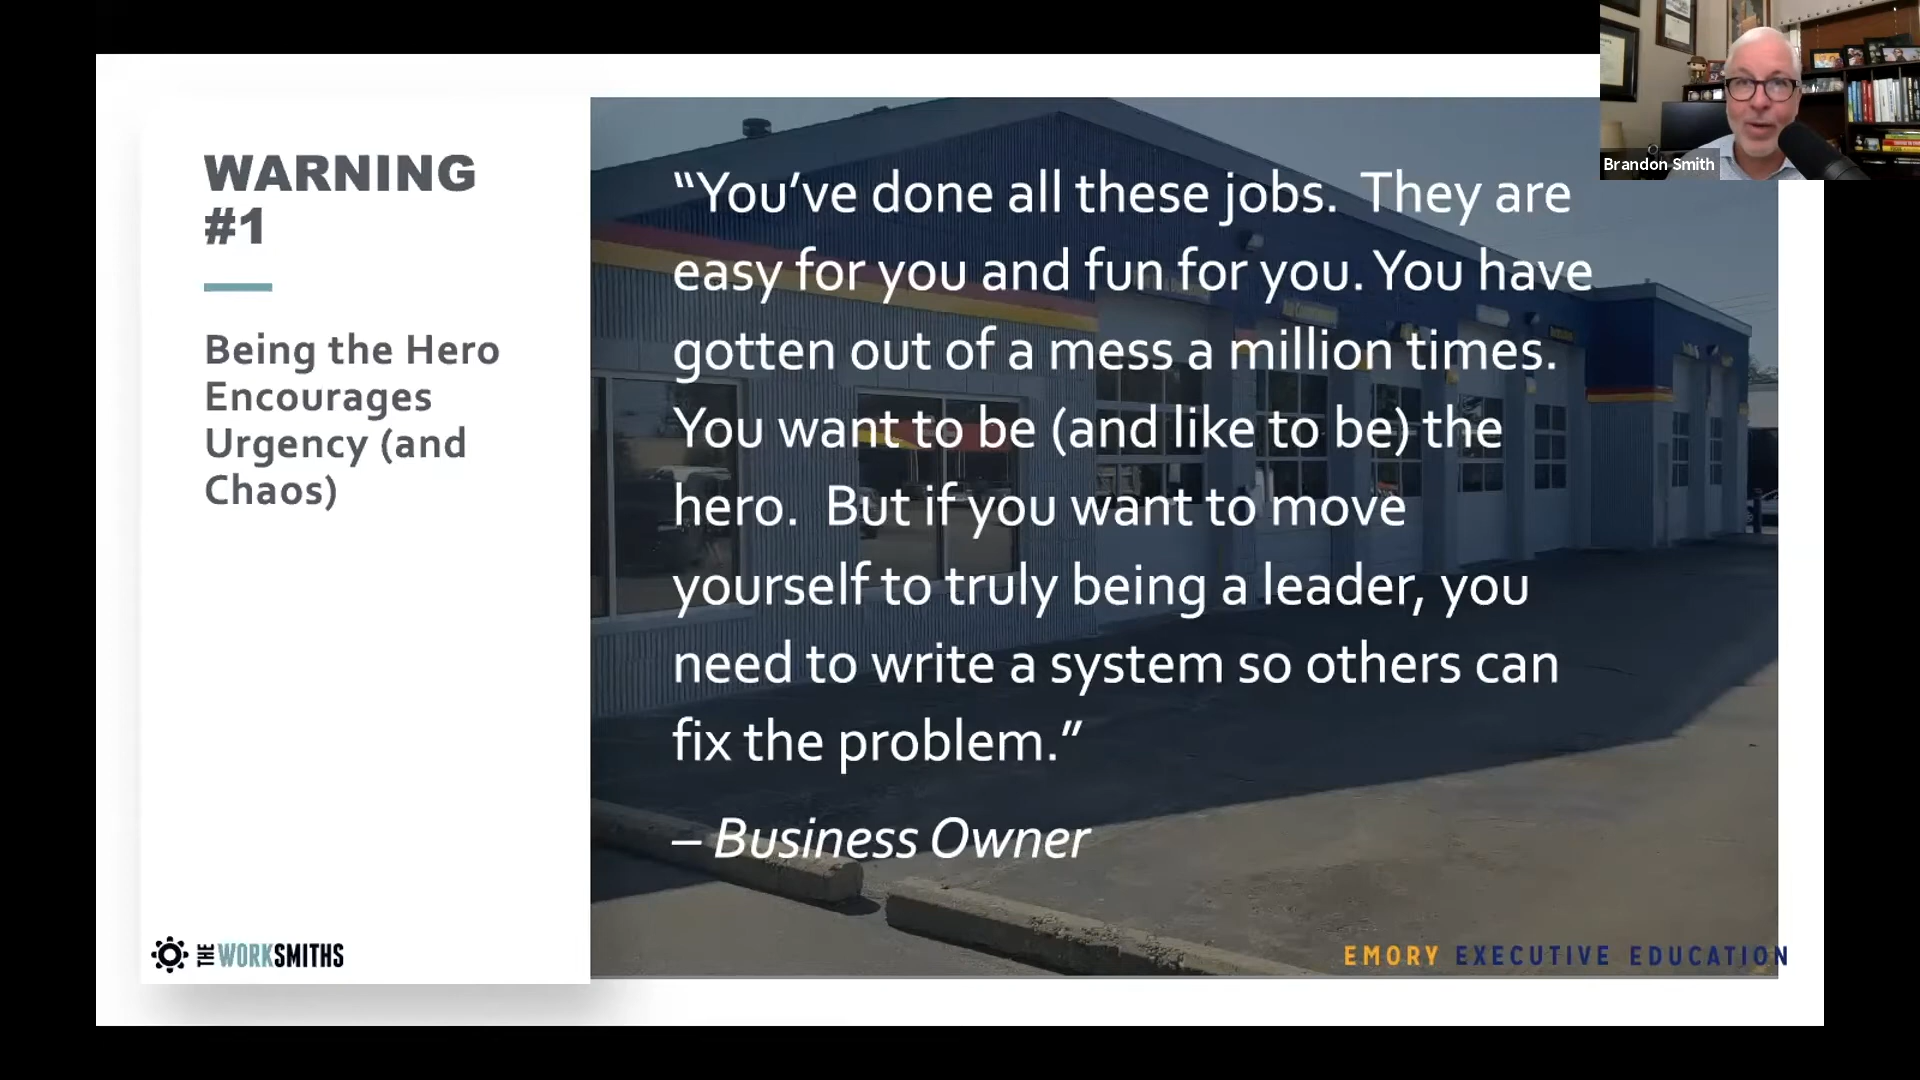 WARNING
#1
Being the Hero
Encourages
Urgency (and
Chaos)
“You’ve done all these jobs.  They are
easy for you and fun for you. You have
gotten out of a mess a million times.
You want to be (and like to be) the
hero.  But if you want to move
yourself to truly being a leader, you
need to write a system so others can
fix the problem.”
– Business Owner
THE WORKSMITHS
EMORY EXECUTIVE EDUCATION
Brandon Smith